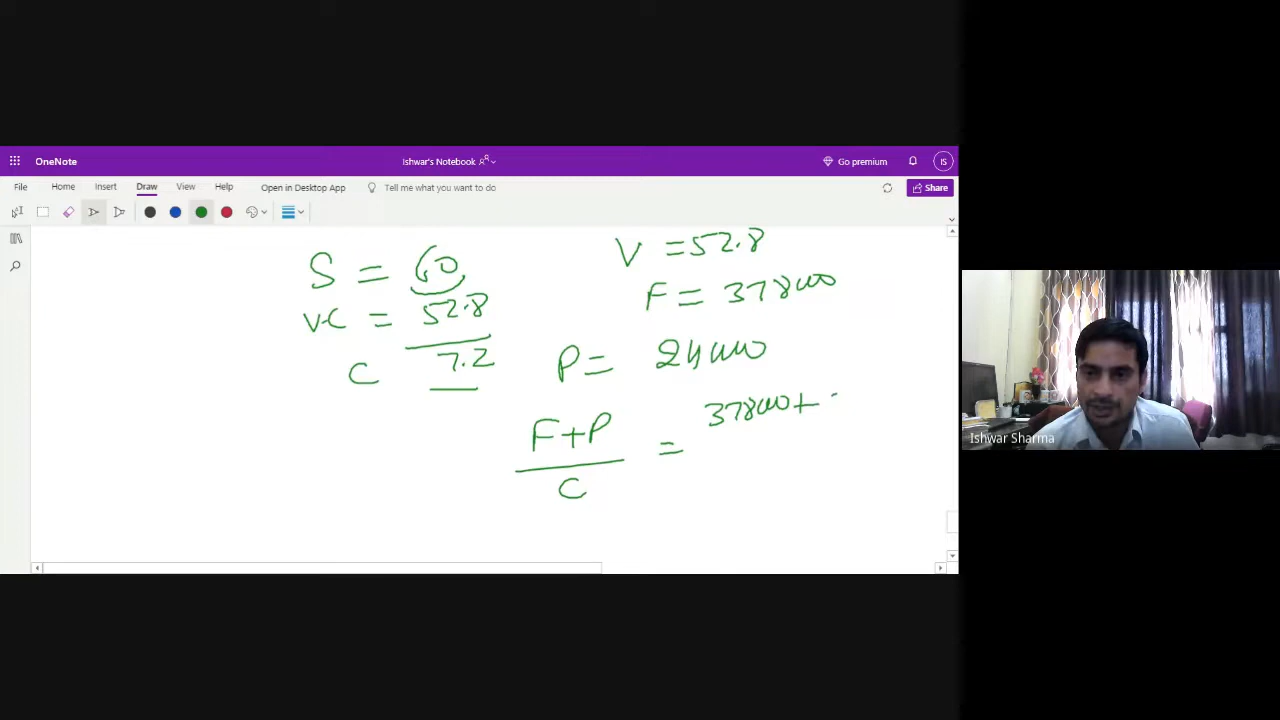 OneNote
Ishwar's Notebook
Go premium
IS
File Home Insert Draw View Help Open in Desktop App Tell me what you want to do
Share
S = 60
VC = 52.8
C 7.2
V = 52.8
F = 378000
P = 24000
F+P / C = 378000+
Ishwar Sharma